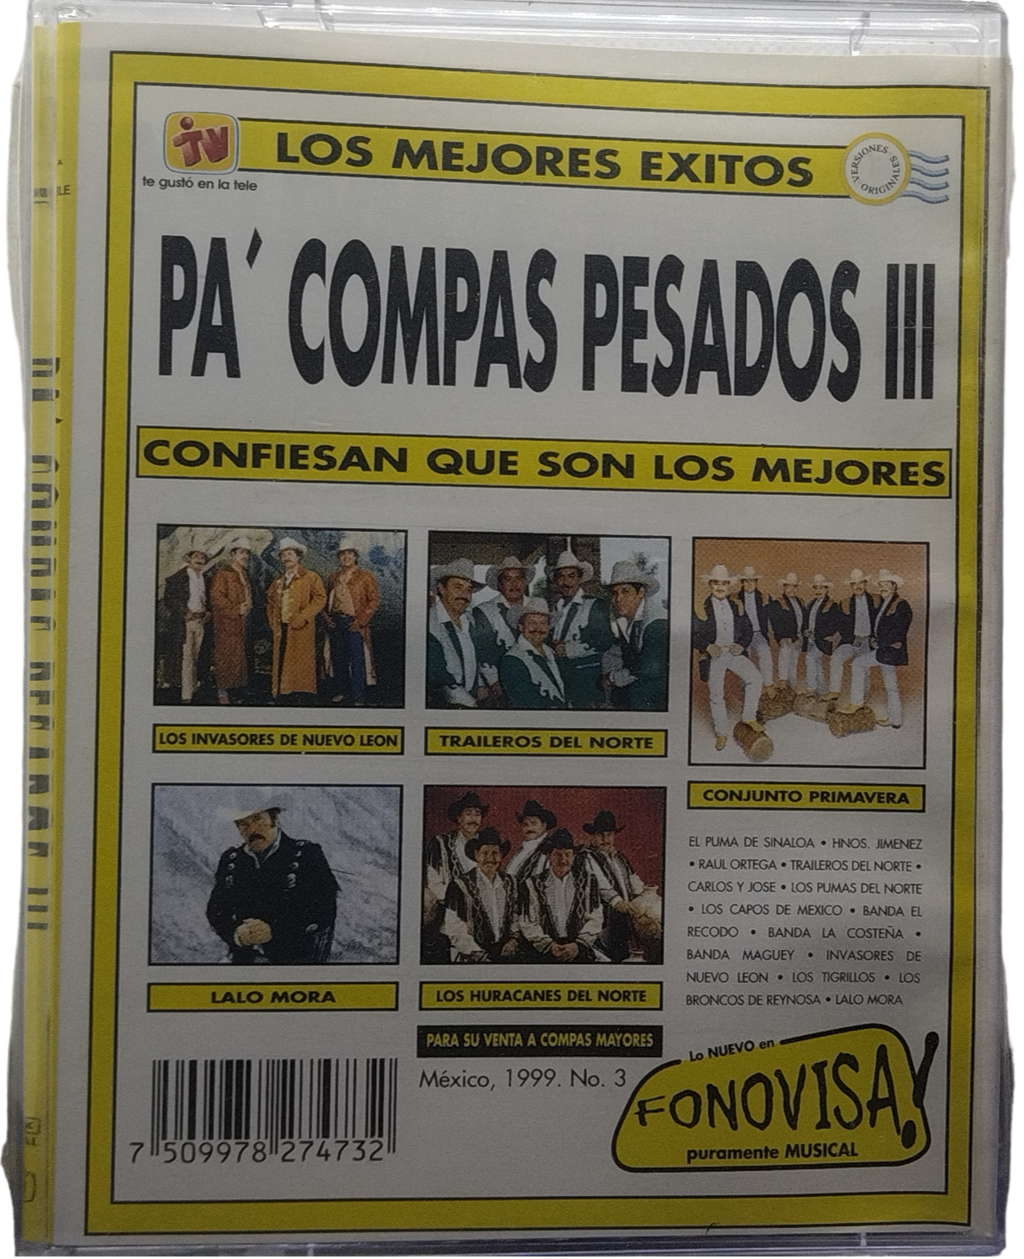 TV
LOS MEJORES EXITOS
VERSIONES ORIGINALES
te gustó en la tele
PA´ COMPAS PESADOS III
CONFIESAN QUE SON LOS MEJORES
LOS INVASORES DE NUEVO LEON
TRAILEROS DEL NORTE
CONJUNTO PRIMAVERA
LALO MORA
LOS HURACANES DEL NORTE
EL PUMA DE SINALOA • HNOS. JIMENEZ
• RAUL ORTEGA • TRAILEROS DEL NORTE •
CARLOS Y JOSE • LOS PUMAS DEL NORTE
• LOS CAPOS DE MEXICO • BANDA EL
RECODO • BANDA LA COSTEÑA •
BANDA MAGUEY • INVASORES DE
NUEVO LEON • LOS TIGRILLOS • LOS
BRONCOS DE REYNOSA • LALO MORA
PARA SU VENTA A COMPAS MAYORES
México, 1999. No. 3
Lo NUEVO en
FONOVISA!
puramente MUSICAL
7 509978 274732
PA´ COMPAS PESADOS III